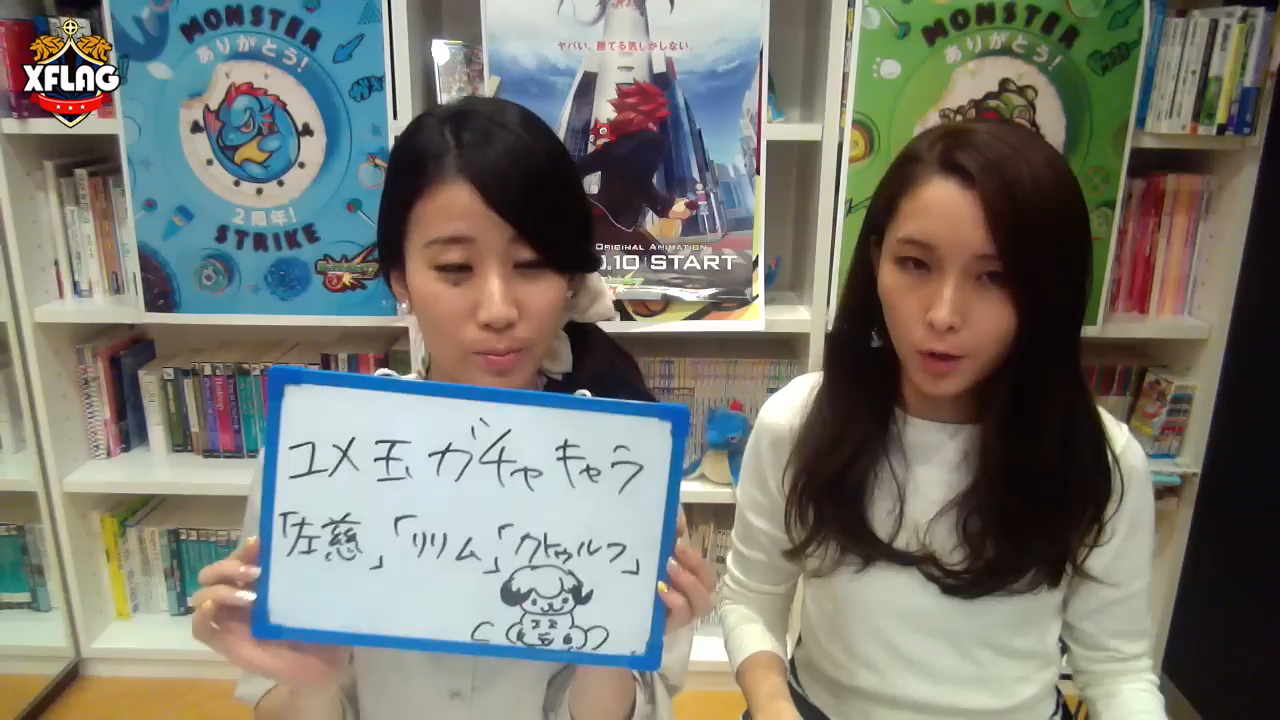 XFLAG
MONSTER
ありがとう!
2周年!
STRIKE
ヤバい、勝てる気しかしない。
ORIGINAL ANIMATION
.10 START
MONSTER
ありがとう!
ユメ玉ガチャキャラ
「佐慈」「リリム」「クトゥルフ」